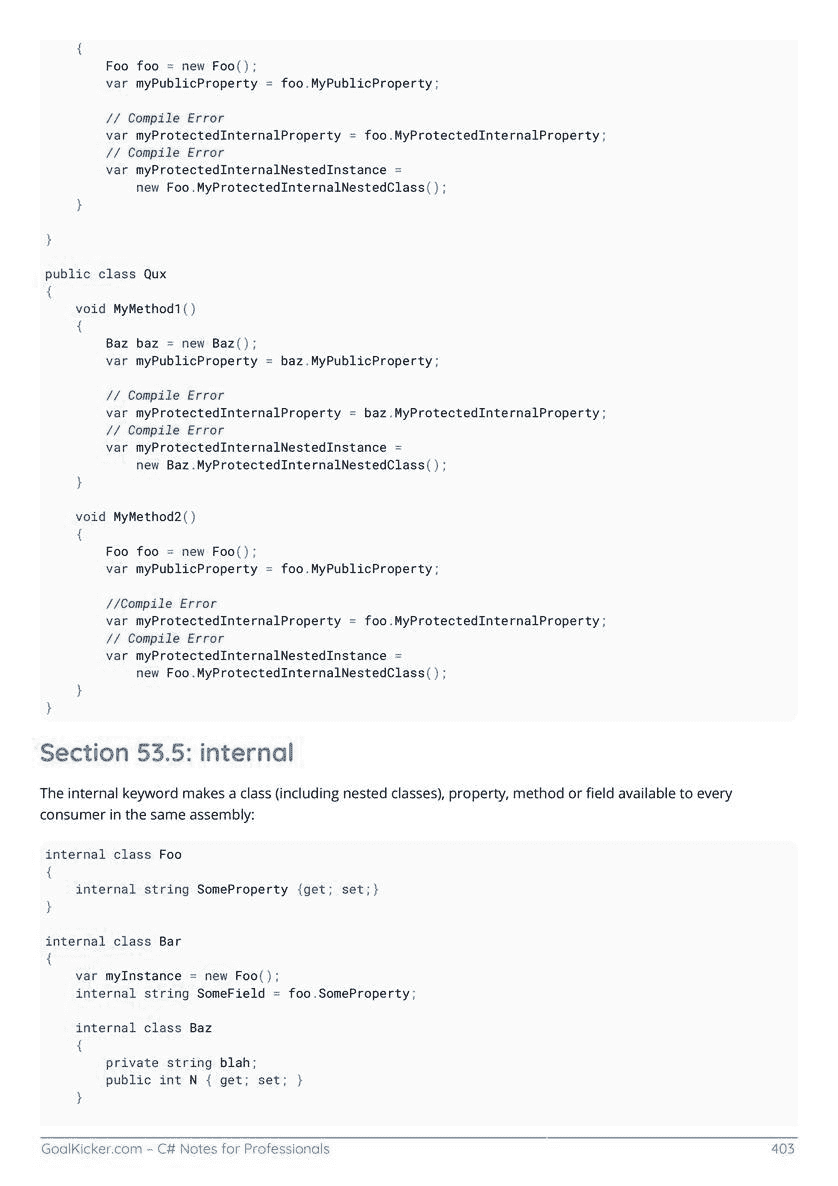 {
        Foo foo = new Foo();
        var myPublicProperty = foo.MyPublicProperty;

        // Compile Error
        var myProtectedInternalProperty = foo.MyProtectedInternalProperty;
        // Compile Error
        var myProtectedInternalNestedInstance =
            new Foo.MyProtectedInternalNestedClass();
    }

}

public class Qux
{
    void MyMethod1()
    {
        Baz baz = new Baz();
        var myPublicProperty = baz.MyPublicProperty;

        // Compile Error
        var myProtectedInternalProperty = baz.MyProtectedInternalProperty;
        // Compile Error
        var myProtectedInternalNestedInstance =
            new Baz.MyProtectedInternalNestedClass();
    }

    void MyMethod2()
    {
        Foo foo = new Foo();
        var myPublicProperty = foo.MyPublicProperty;

        //Compile Error
        var myProtectedInternalProperty = foo.MyProtectedInternalProperty;
        // Compile Error
        var myProtectedInternalNestedInstance =
            new Foo.MyProtectedInternalNestedClass();
    }
}
Section 53.5: internal
The internal keyword makes a class (including nested classes), property, method or field available to every
consumer in the same assembly:
internal class Foo
{
    internal string SomeProperty {get; set;}
}

internal class Bar
{
    var myInstance = new Foo();
    internal string SomeField = foo.SomeProperty;

    internal class Baz
    {
        private string blah;
        public int N { get; set; }
    }
GoalKicker.com – C# Notes for Professionals
403